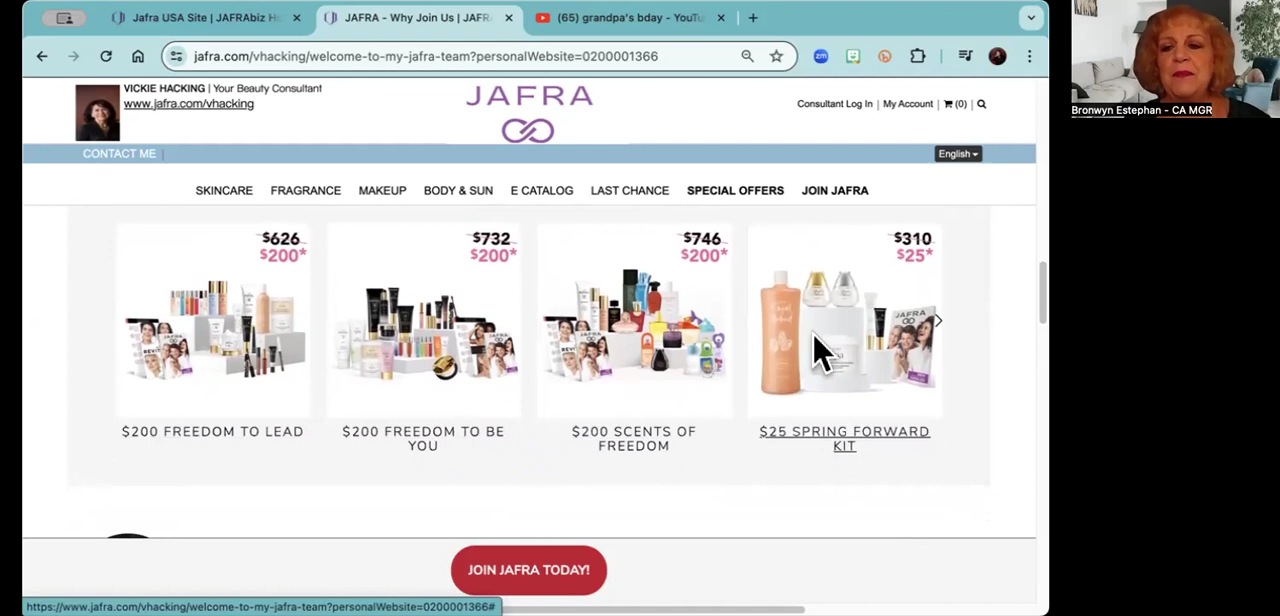 Jafra USA Site | JAFRAbiz H
JAFRA - Why Join Us | JAFR
(65) grandpa's bday - YouTu
jafra.com/vhacking/welcome-to-my-jafra-team?personalWebsite=0200001366
zm
VICKIE HACKING | Your Beauty Consultant
www.jafra.com/vhacking
JAFRA
Consultant Log In | My Account | (0) |
CONTACT ME |
English
SKINCARE FRAGRANCE MAKEUP BODY & SUN E CATALOG LAST CHANCE SPECIAL OFFERS JOIN JAFRA
$626 $732 $746 $310
$200* $200* $200* $25*
JAFRA
$200 FREEDOM TO LEAD
$200 FREEDOM TO BE
YOU
$200 SCENTS OF
FREEDOM
$25 SPRING FORWARD
KIT
JOIN JAFRA TODAY!
https://www.jafra.com/vhacking/welcome-to-my-jafra-team?personalWebsite=0200001366#
Bronwyn Estephan - CA MGR